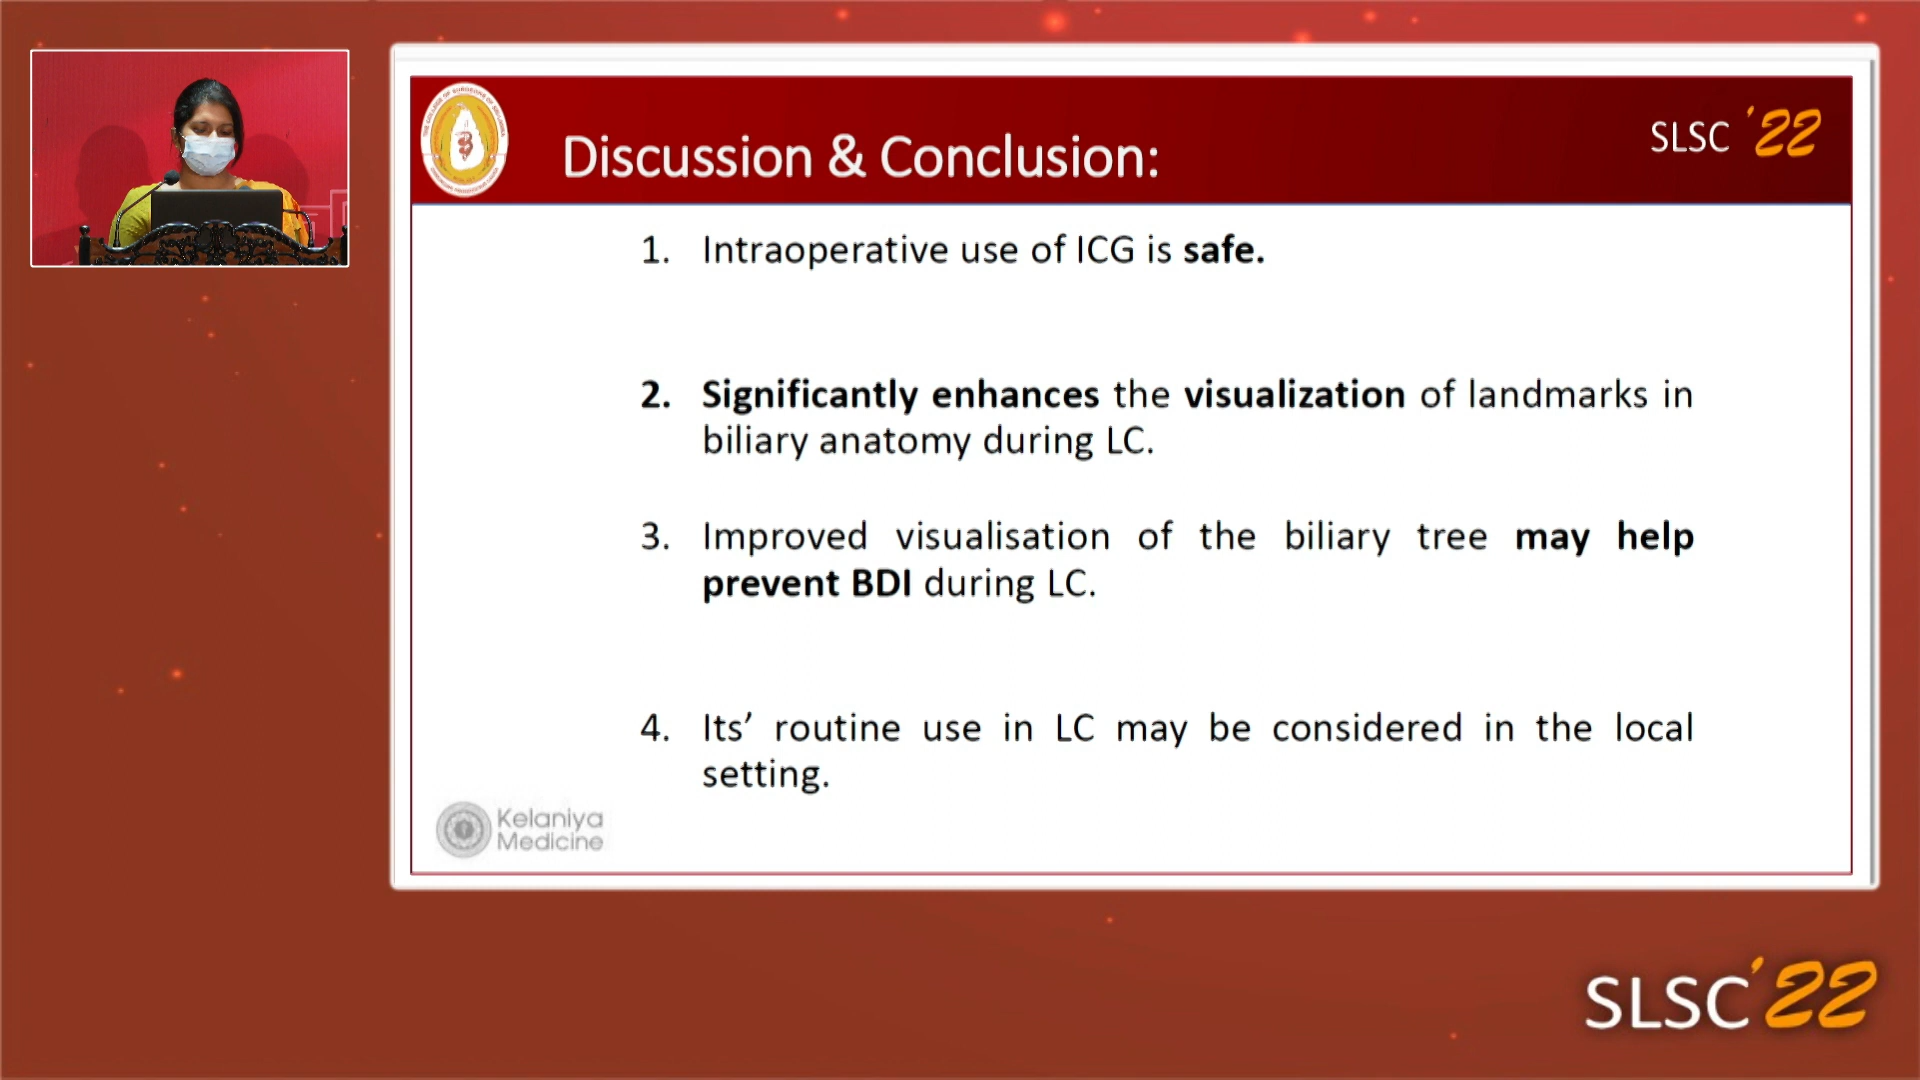 Discussion & Conclusion:
SLSC '22
1. Intraoperative use of ICG is safe.
2. Significantly enhances the visualization of landmarks in
biliary anatomy during LC.
3. Improved visualisation of the biliary tree may help
prevent BDI during LC.
4. Its’ routine use in LC may be considered in the local
setting.
Kelaniya
Medicine
SLSC'22